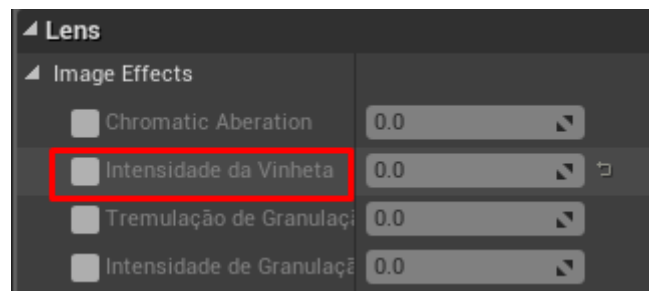 Lens
Image Effects
Chromatic Aberation 0.0
Intensidade da Vinheta 0.0
Tremulação de Granulaçã 0.0
Intensidade de Granulaçã 0.0